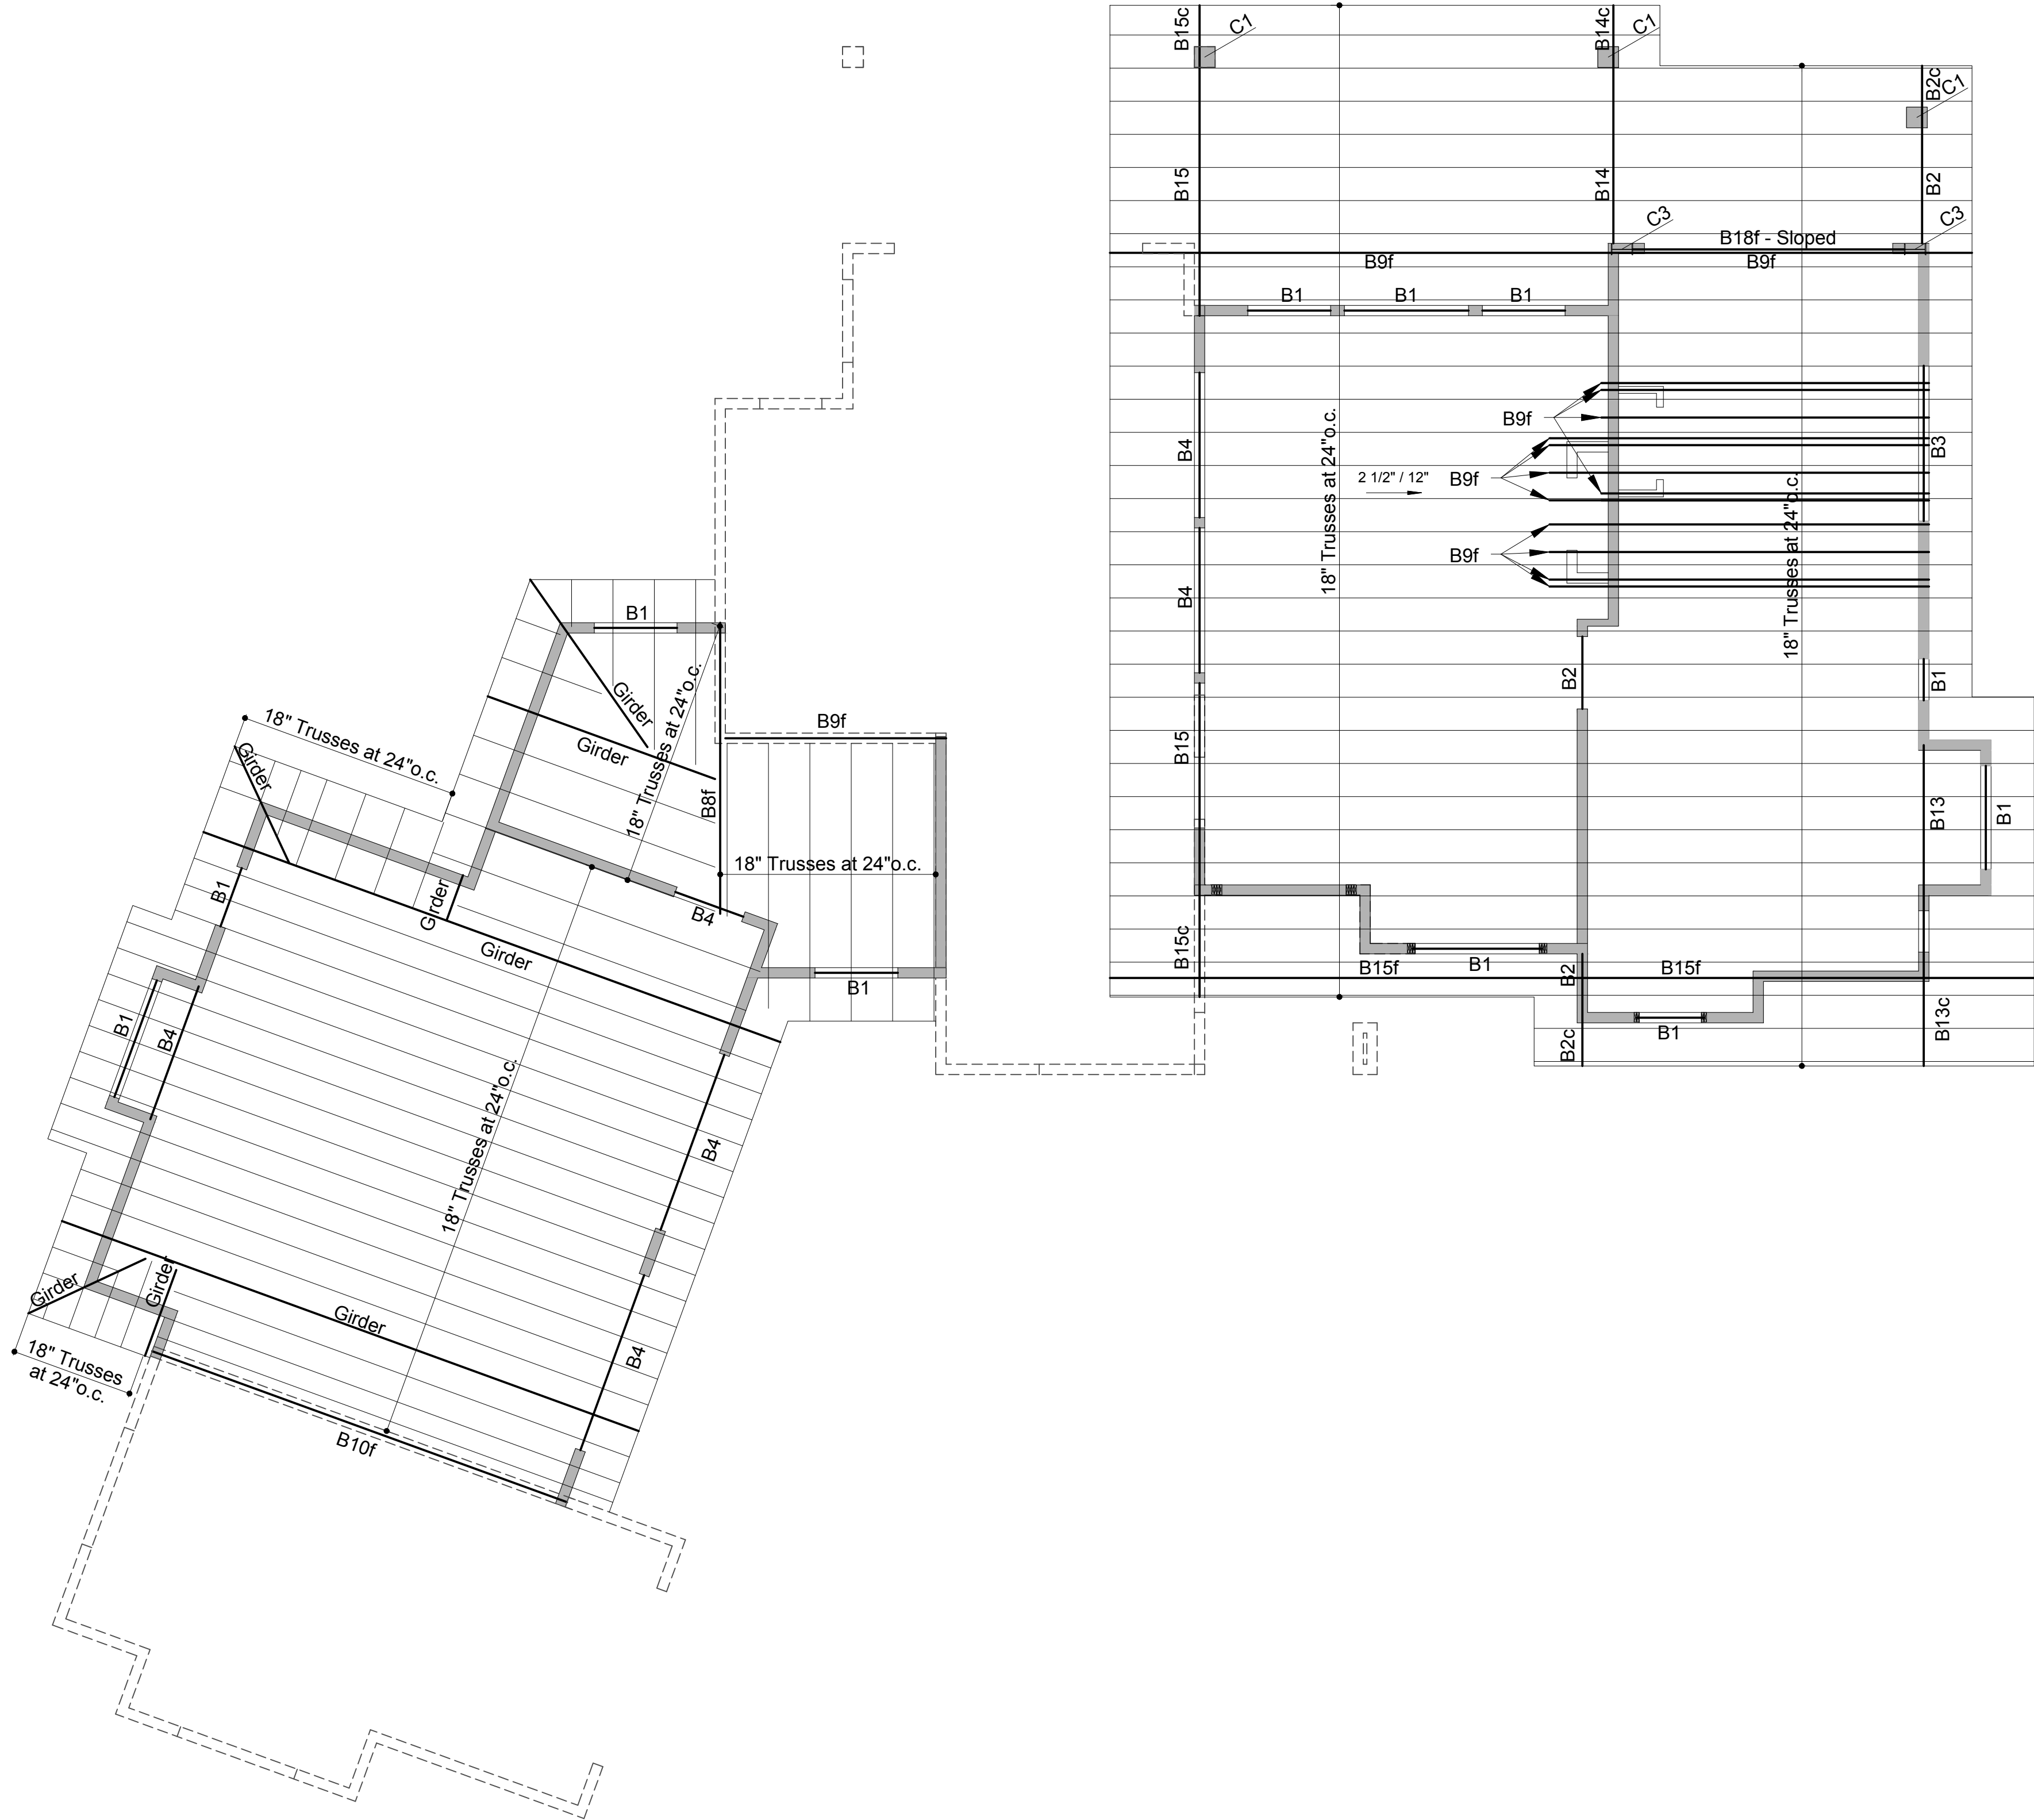 B15c
C1
B14c
C1
B2c
C1
B15
B14
B2
C3
C3
B18f - Sloped
B9f
B9f
B1
B1
B1
B9f
B4
18" Trusses at 24"o.c.
B3
2 1/2" / 12"
B9f
18" Trusses at 24"o.c.
B9f
B4
B2
B1
B15
B13
B1
B15c
B15f
B1
B2
B15f
B2c
B1
B13c
B1
Girder
18" Trusses at 24"o.c.
Girder
B9f
B8f
18" Trusses at 24"o.c.
18" Trusses at 24"o.c.
Girder
B1
Girder
B4
Girder
B1
B1
B4
18" Trusses at 24"o.c.
B4
Girder
Girder
Girder
B4
18" Trusses
at 24"o.c.
B10f